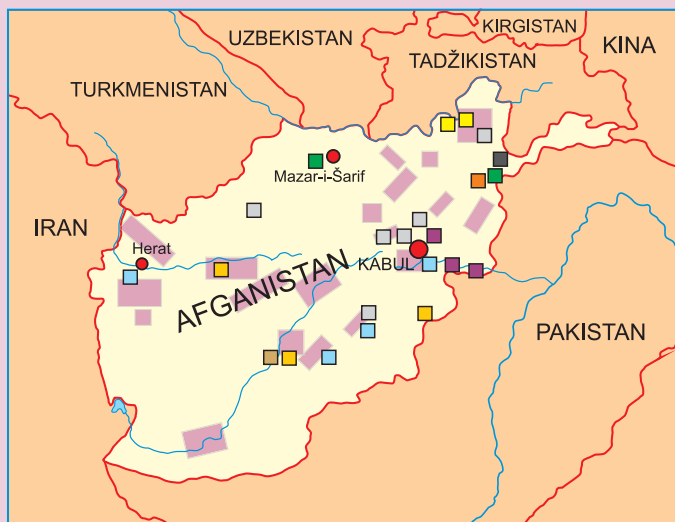 KIRGISTAN
UZBEKISTAN
KINA
TADŽIKISTAN
TURKMENISTAN
Mazar-i-Šarif
IRAN
Herat
KABUL
AFGANISTAN
PAKISTAN